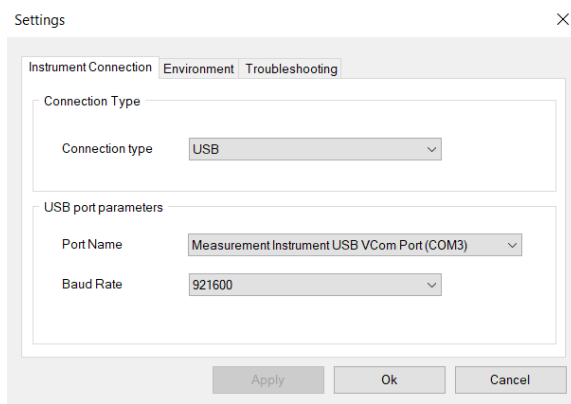 Settings
Instrument Connection Environment Troubleshooting
Connection Type
Connection type USB
USB port parameters
Port Name Measurement Instrument USB VCom Port (COM3)
Baud Rate 921600
Apply Ok Cancel